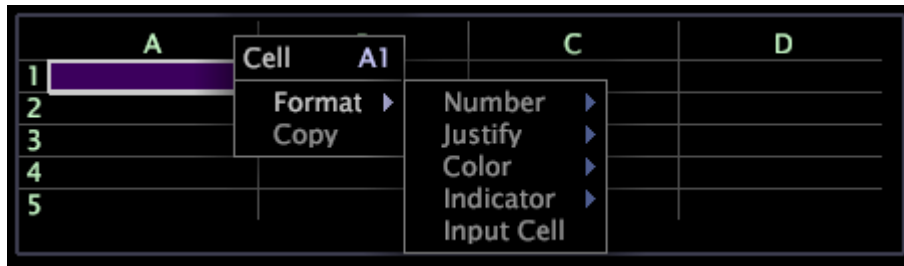 A C D
Cell A1
1
Format Number
2
Copy Justify
3
Color
4
Indicator
5
Input Cell